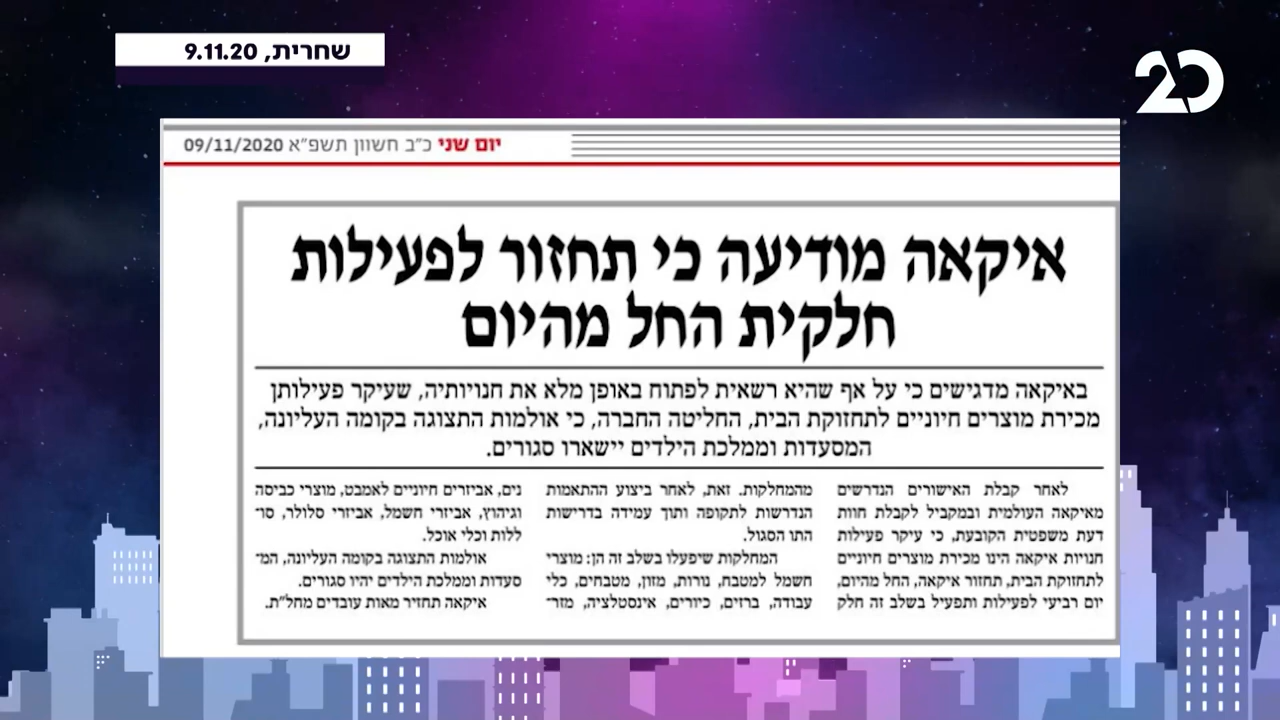 שחרית, 9.11.20
20
יום שני כ״ב חשוון תשפ״א 09/11/2020
איקאה מודיעה כי תחזור לפעילות
חלקית החל מהיום
באיקאה מדגישים כי על אף שהיא רשאית לפתוח באופן מלא את חנויותיה, שעיקר פעילותן
מכירת מוצרים חיוניים לתחזוקת הבית, החליטה החברה, כי אולמות התצוגה בקומה העליונה,
המסעדות וממלכת הילדים יישארו סגורים.
לאחר קבלת האישורים הנדרשים
מאיקאה העולמית ובמקביל לקבלת חוות
דעת משפטית הקובעת, כי עיקר פעילות
חנויות איקאה הינו מכירת מוצרים חיוניים
לתחזוקת הבית, תחזור איקאה, החל מהיום,
יום רביעי לפעילות ותפעיל בשלב זה חלק
מהמחלקות. זאת, לאחר ביצוע ההתאמות
הנדרשות לתקופה ותוך עמידה בדרישות
התו הסגול.
המחלקות שיפעלו בשלב זה הן: מוצרי
חשמל למטבח, נורות, מזון, מטבחים, כלי
עבודה, ברזים, כיורים, אינסטלציה, מזר־
נים, אביזרים חיוניים לאמבט, מוצרי כביסה
וגיהוץ, אביזרי חשמל, אביזרי סלולר, סו־
ללות וכלי אוכל.
אולמות התצוגה בקומה העליונה, המ־
סעדות וממלכת הילדים יהיו סגורים.
איקאה תחזיר מאות עובדים מחל״ת.